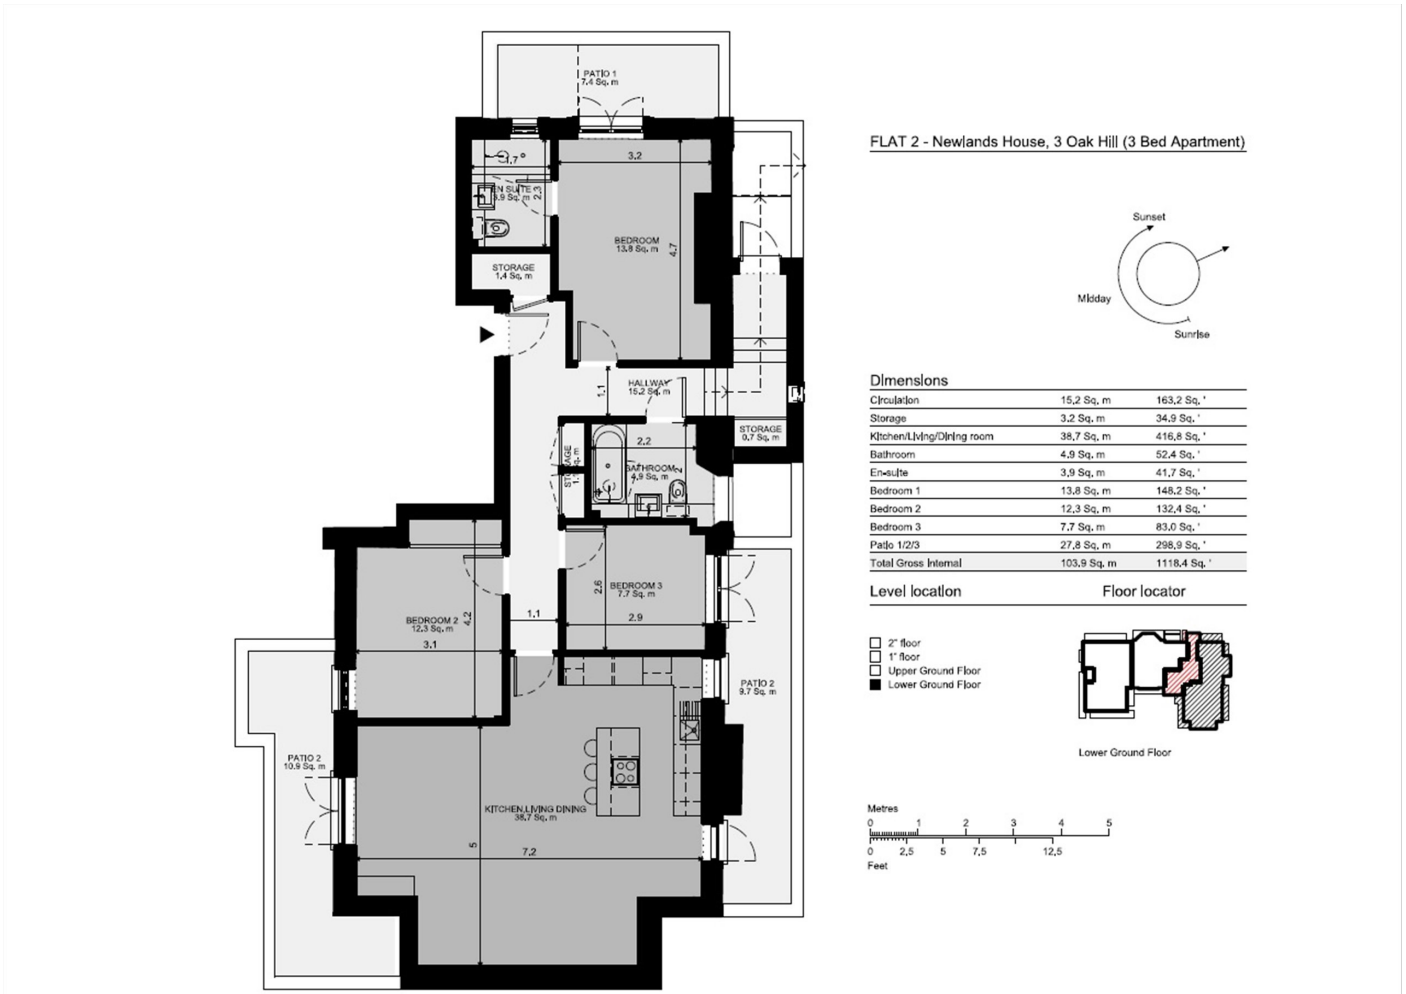 PATIO 1
7.4 Sq. m
FLAT 2 - Newlands House, 3 Oak Hill (3 Bed Apartment)
1.7
3.2
EN SUITE
3.9 Sq. m
2.3
BEDROOM
13.8 Sq. m
4.7
STORAGE
1.4 Sq. m
HALLWAY
15.2 Sq. m
1.1
STORAGE
0.7 Sq. m
2.2
BATHROOM
4.9 Sq. m
2
STORAGE
BEDROOM 3
7.7 Sq. m
2.6
2.9
BEDROOM 2
12.3 Sq. m
4.2
3.1
1.1
PATIO 2
9.7 Sq. m
PATIO 2
10.9 Sq. m
KITCHEN,LIVING DINING
38.7 Sq. m
5
7.2
Sunset
Midday
Sunrise
Dimensions
Circulation 15,2 Sq. m 163,2 Sq. '
Storage 3.2 Sq. m 34.9 Sq. '
Kitchen/Living/Dining room 38,7 Sq. m 416,8 Sq. '
Bathroom 4.9 Sq. m 52.4 Sq. '
En-suite 3,9 Sq. m 41,7 Sq. '
Bedroom 1 13.8 Sq. m 148.2 Sq. '
Bedroom 2 12,3 Sq. m 132,4 Sq. '
Bedroom 3 7.7 Sq. m 83.0 Sq. '
Patio 1/2/3 27,8 Sq. m 298,9 Sq. '
Total Gross Internal 103,9 Sq. m 1118.4 Sq. '
Level location Floor locator
2" floor
1" floor
Upper Ground Floor
Lower Ground Floor
Lower Ground Floor
Metres
0 1 2 3 4 5
0 2,5 5 7,5 12,5
Feet